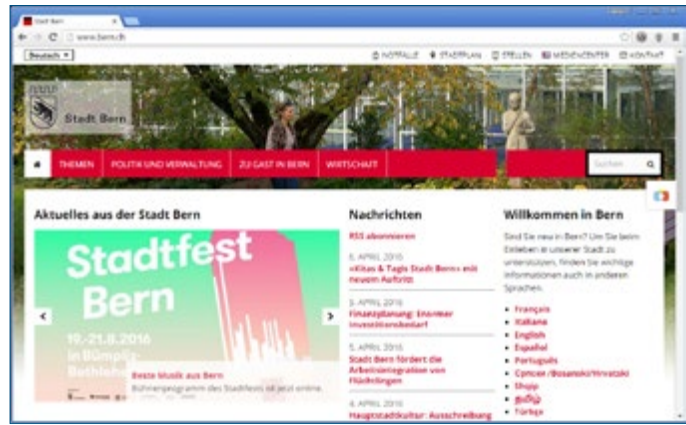 Stadt Bern
www.bern.ch
Deutsch
NOTFÄLLE STADTPLAN STELLEN MEDIENCENTER KONTAKT
Stadt Bern
THEMEN POLITIK UND VERWALTUNG ZU GAST IN BERN WIRTSCHAFT
Suchen
Aktuelles aus der Stadt Bern
Stadtfest
Bern
19.-21.8.2016
in Bümpliz-
Bethlehem
Beste Musik aus Bern
Bühnenprogramm des Stadtfests ist jetzt online.
Nachrichten
RSS abonnieren
6. APRIL 2016
«Kitas & Tagis Stadt Bern» mit
neuem Auftritt
5. APRIL 2016
Finanzplanung: Enormer
Investitionsbedarf
5. APRIL 2016
Stadt Bern fördert die
Arbeitsintegration von
Flüchtlingen
4. APRIL 2016
Hauptstadtkultur: Ausschreibung
Willkommen in Bern
Sind Sie neu in Bern? Um Sie beim
Einleben in unserer Stadt zu
unterstützen, finden Sie wichtige
Informationen auch in anderen
Sprachen.
Français
Italiano
English
Español
Português
Српски /Bosanski/Hrvatski
Shqip
தமிழ்
Türkçe